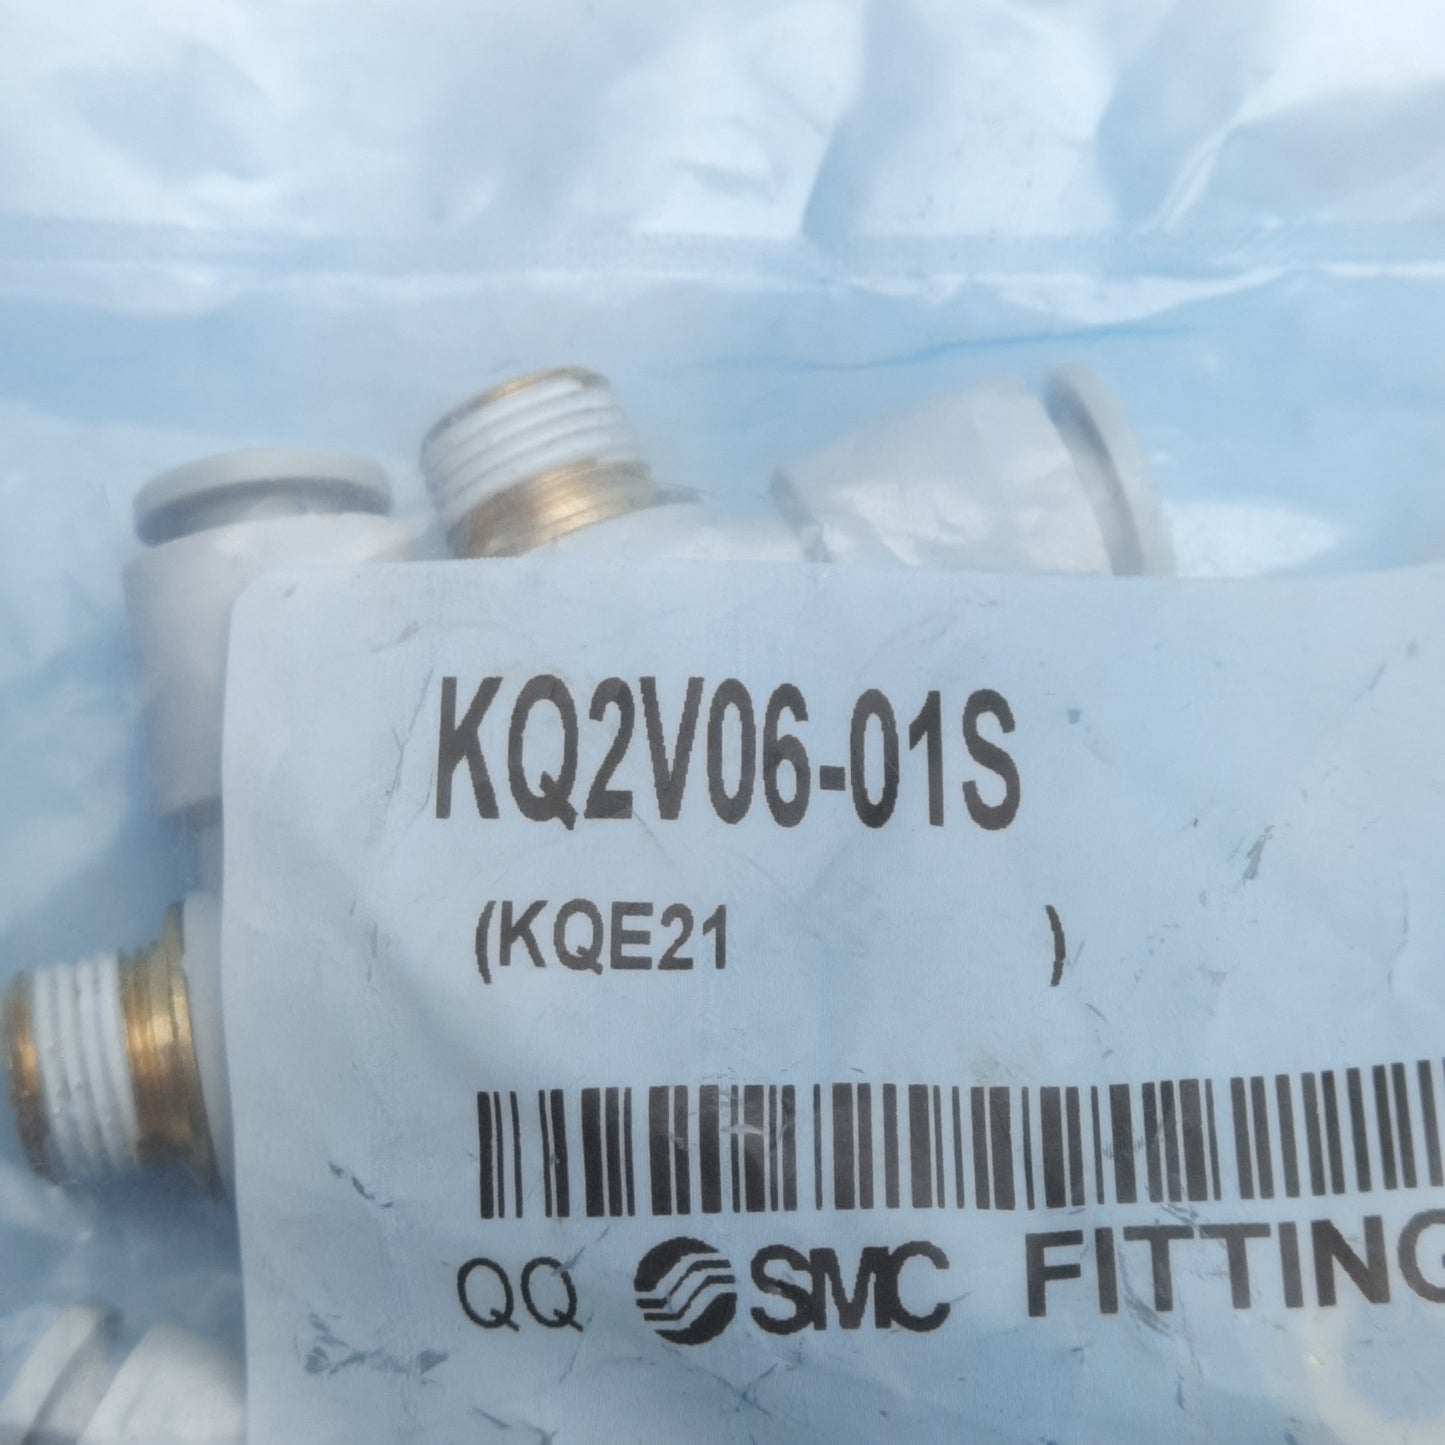 KQ2V06-01S
(KQE21 )
QQ SMC FITTING